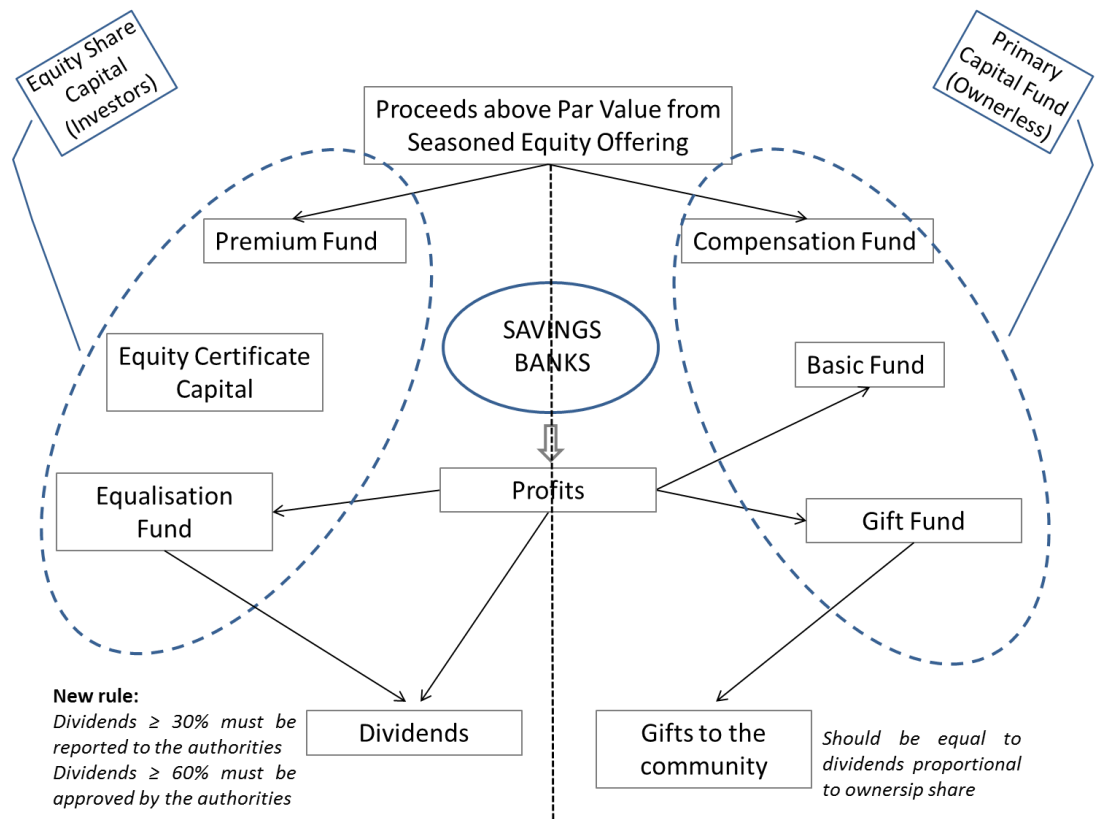 Equity Share
Capital
(Investors)
Primary
Capital Fund
(Ownerless)
Proceeds above Par Value from
Seasoned Equity Offering
Premium Fund
Compensation Fund
SAVINGS
BANKS
Equity Certificate
Capital
Basic Fund
Profits
Equalisation
Fund
Gift Fund
New rule:
Dividends ≥ 30% must be
reported to the authorities
Dividends ≥ 60% must be
approved by the authorities
Dividends
Gifts to the
community
Should be equal to
dividends proportional
to ownersip share